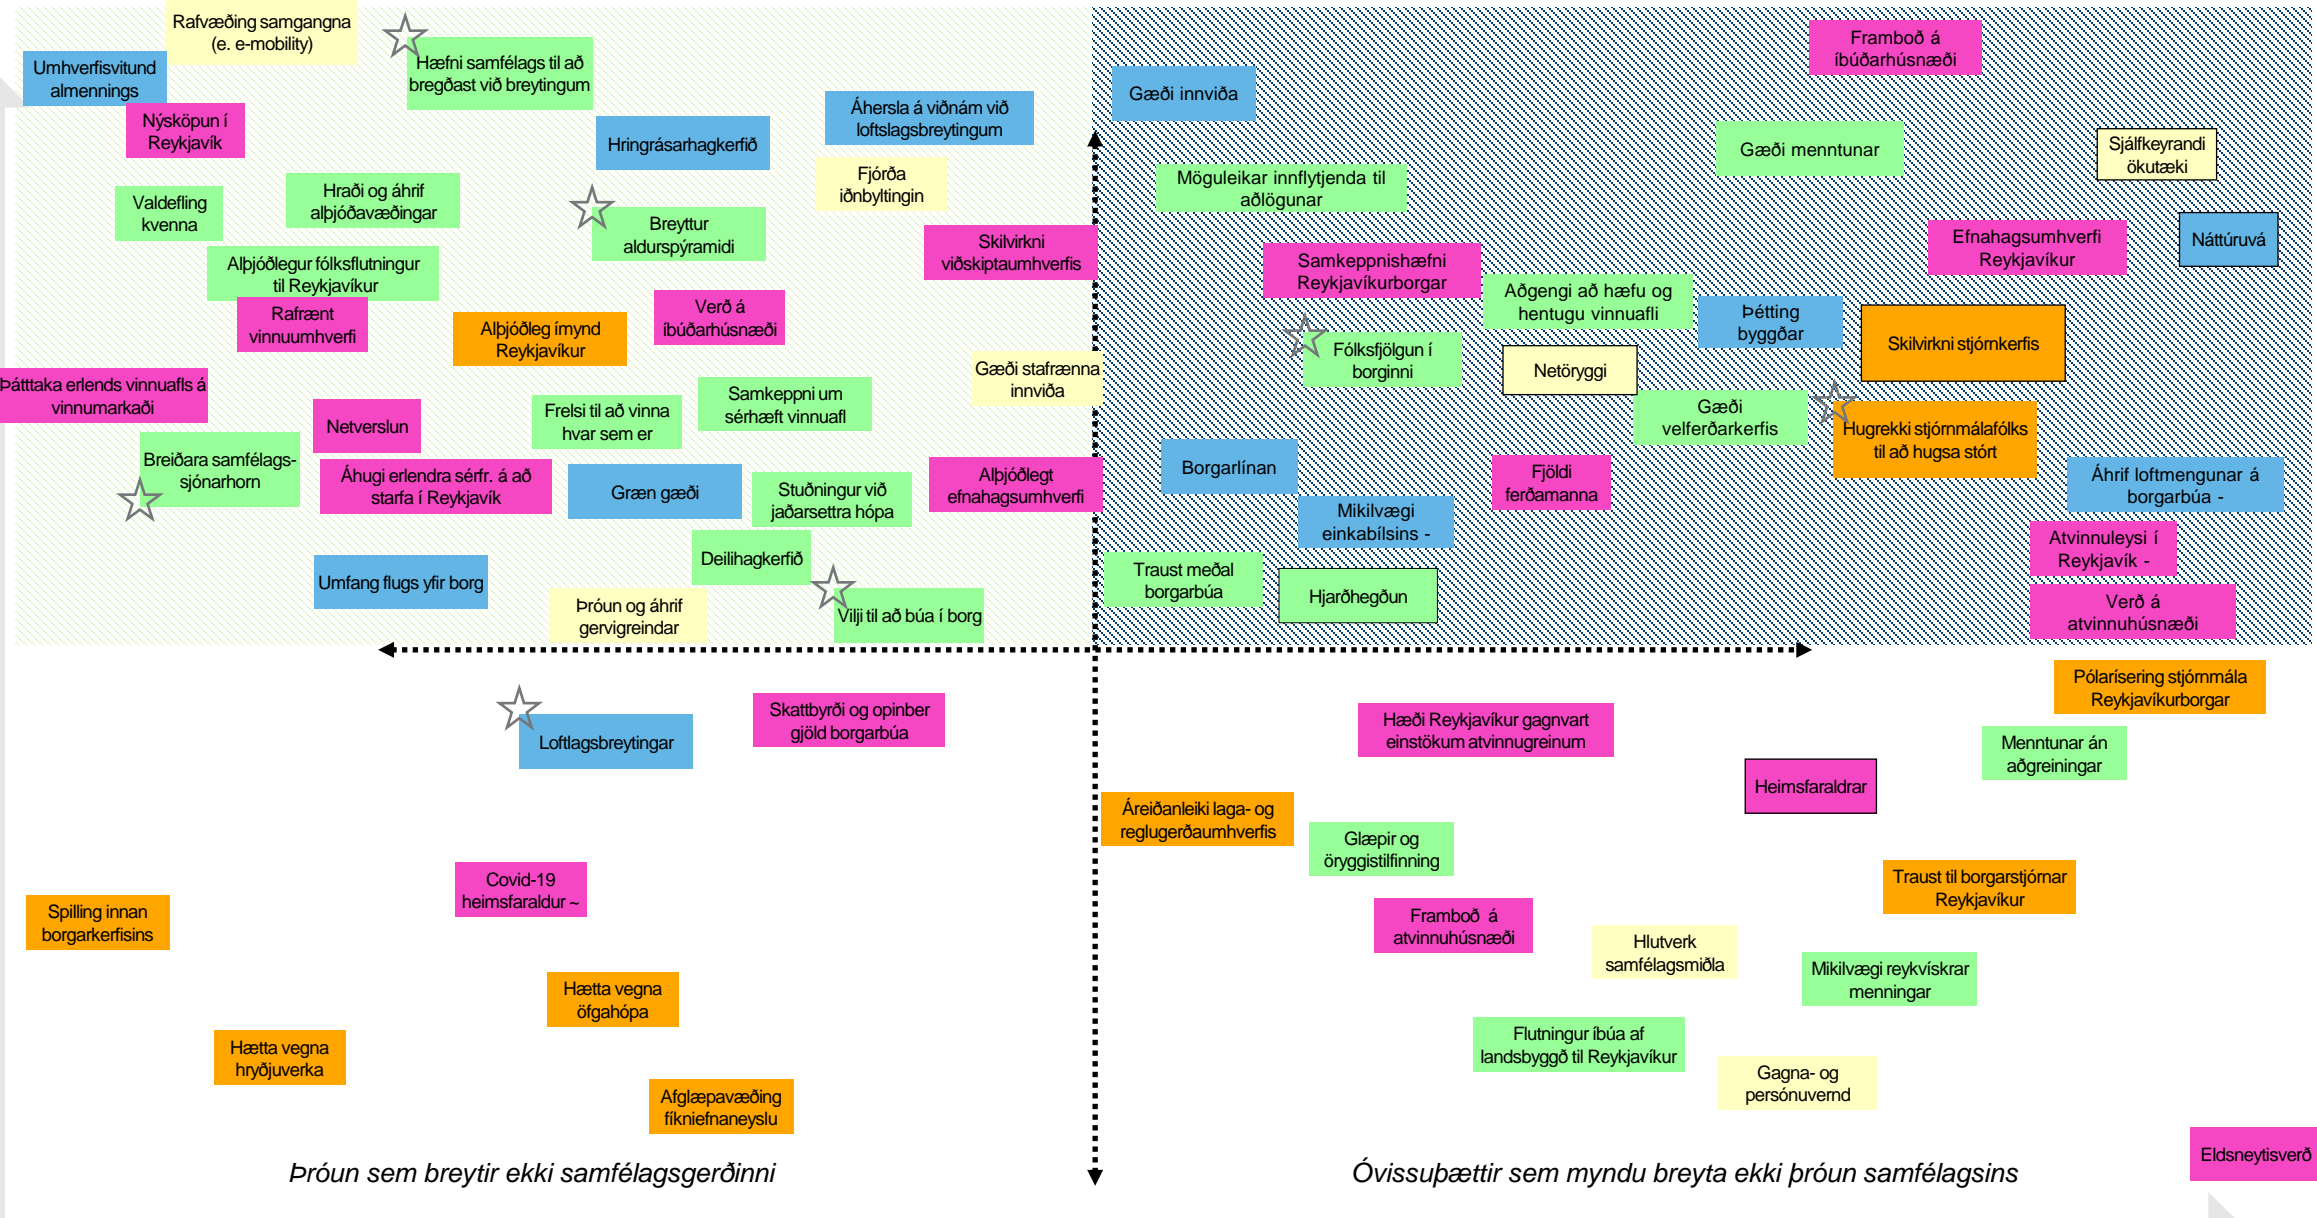 Rafvæðing samgangna
(e. e-mobility)
Umhverfisvitund
almennings
Hæfni samfélags til að
bregðast við breytingum
Nýsköpun í
Reykjavík
Hringrásarhagkerfið
Áhersla á viðnám við
loftslagsbreytingum
Fjórða
iðnbyltingin
Valdefling
kvenna
Hraði og áhrif
alþjóðavæðingar
Breyttur
aldurspýramidi
Skilvirkni
viðskiptaumhverfis
Alþjóðlegur fólksflutningur
til Reykjavíkur
Rafrænt
vinnuumhverfi
Alþjóðleg ímynd
Reykjavíkur
Verð á
íbúðarhúsnæði
Gæði stafrænna
innviða
Þátttaka erlends vinnuafls á
vinnumarkaði
Netverslun
Frelsi til að vinna
hvar sem er
Samkeppni um
sérhæft vinnuafl
Breiðara samfélags-
sjónarhorn
Áhugi erlendra sérfr. á að
starfa í Reykjavík
Græn gæði
Stuðningur við
jaðarsettra hópa
Alþjóðlegt
efnahagsumhverfi
Deilihagkerfið
Umfang flugs yfir borg
Þróun og áhrif
gervigreindar
Vilji til að búa í borg
Framboð á
íbúðarhúsnæði
Gæði innviða
Gæði menntunar
Sjálfkeyrandi
ökutæki
Möguleikar innflytjenda til
aðlögunar
Efnahagsumhverfi
Reykjavíkur
Náttúruvá
Samkeppnishæfni
Reykjavíkurborgar
Aðgengi að hæfu og
hentugu vinnuafli
Þétting
byggðar
Skilvirkni stjórnkerfis
Fólksfjölgun í
borginni
Netöryggi
Gæði
velferðarkerfis
Hugrekki stjórnmálafólks
til að hugsa stórt
Borgarlínan
Fjöldi
ferðamanna
Áhrif loftmengunar á
borgarbúa -
Mikilvægi
einkabílsins -
Atvinnuleysi í
Reykjavík -
Traust meðal
borgarbúa
Hjarðhegðun
Verð á
atvinnuhúsnæði
Loftlagsbreytingar
Skattbyrði og opinber
gjöld borgarbúa
Covid-19
heimsfaraldur ~
Spilling innan
borgarkerfisins
Hætta vegna
öfgahópa
Hætta vegna
hryðjuverka
Afglæpavæðing
fíkniefnaneyslu
Þróun sem breytir ekki samfélagsgerðinni
Pólarísering stjórnmála
Reykjavíkurborgar
Hæði Reykjavíkur gagnvart
einstökum atvinnugreinum
Menntunar án
aðgreiningar
Heimsfaraldrar
Áreiðanleiki laga- og
reglugerðaumhverfis
Glæpir og
öryggistilfinning
Traust til borgarstjórnar
Reykjavíkur
Framboð á
atvinnuhúsnæði
Hlutverk
samfélagsmiðla
Mikilvægi reykvískrar
menningar
Flutningur íbúa af
landsbyggð til Reykjavíkur
Gagna- og
persónuvernd
Eldsneytisverð
Óvissuþættir sem myndu breyta ekki þróun samfélagsins